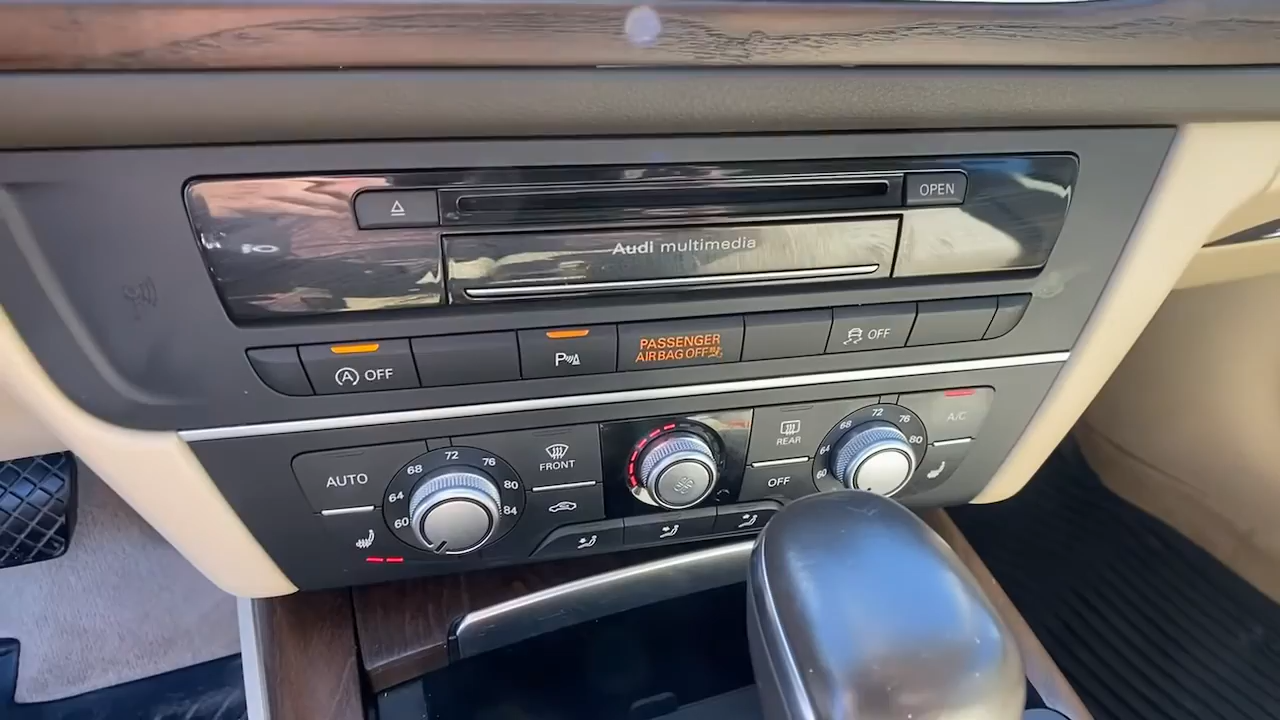 OPEN
Audi multimedia
A OFF
P
PASSENGER
AIRBAG OFF
OFF
AUTO
60
64
68
72
76
80
84
FRONT
REAR
OFF
60
64
68
72
76
80
A/C